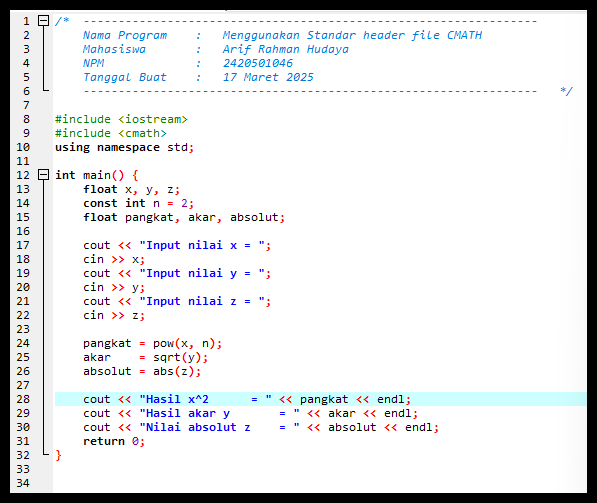 1 /* ------------------------------------------------------------------
2 Nama Program : Menggunakan Standar header file CMATH
3 Mahasiswa : Arif Rahman Hudaya
4 NPM : 2420501046
5 Tanggal Buat : 17 Maret 2025
6 ------------------------------------------------------------------ */
7
8 #include <iostream>
9 #include <cmath>
10 using namespace std;
11
12 int main() {
13 float x, y, z;
14 const int n = 2;
15 float pangkat, akar, absolut;
16
17 cout << "Input nilai x = ";
18 cin >> x;
19 cout << "Input nilai y = ";
20 cin >> y;
21 cout << "Input nilai z = ";
22 cin >> z;
23
24 pangkat = pow(x, n);
25 akar    = sqrt(y);
26 absolut = abs(z);
27
28 cout << "Hasil x^2      = " << pangkat << endl;
29 cout << "Hasil akar y       = " << akar << endl;
30 cout << "Nilai absolut z    = " << absolut << endl;
31 return 0;
32 }
33
34